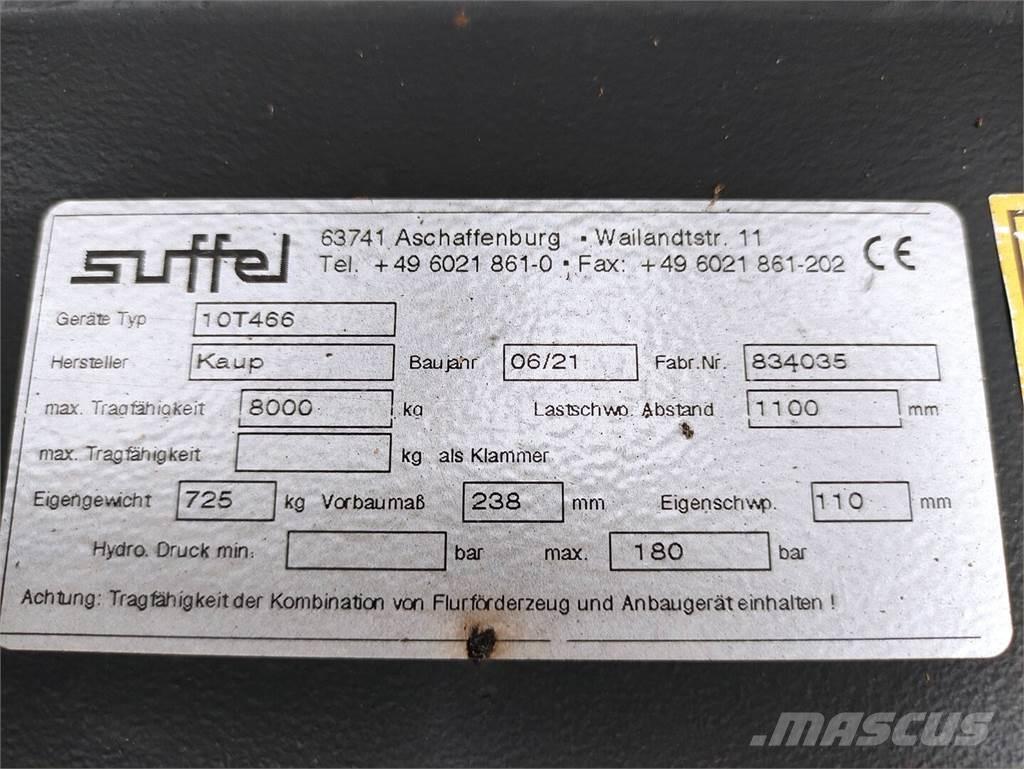 suffel
63741 Aschaffenburg ▪ Wailandtstr. 11
Tel. +49 6021 861-0 ▪ Fax: +49 6021 861-202
CE
Geräte Typ 10T466
Hersteller Kaup Baujahr 06/21 Fabr.Nr. 834035
max. Tragfähigkeit 8000 kg Lastschwp. Abstand 1100 mm
max. Tragfähigkeit kg als Klammer
Eigengewicht 725 kg Vorbaumaß 238 mm Eigenschwp. 110 mm
Hydro. Druck min. bar max. 180 bar
Achtung: Tragfähigkeit der Kombination von Flurförderzeug und Anbaugerät einhalten !
MASCUS